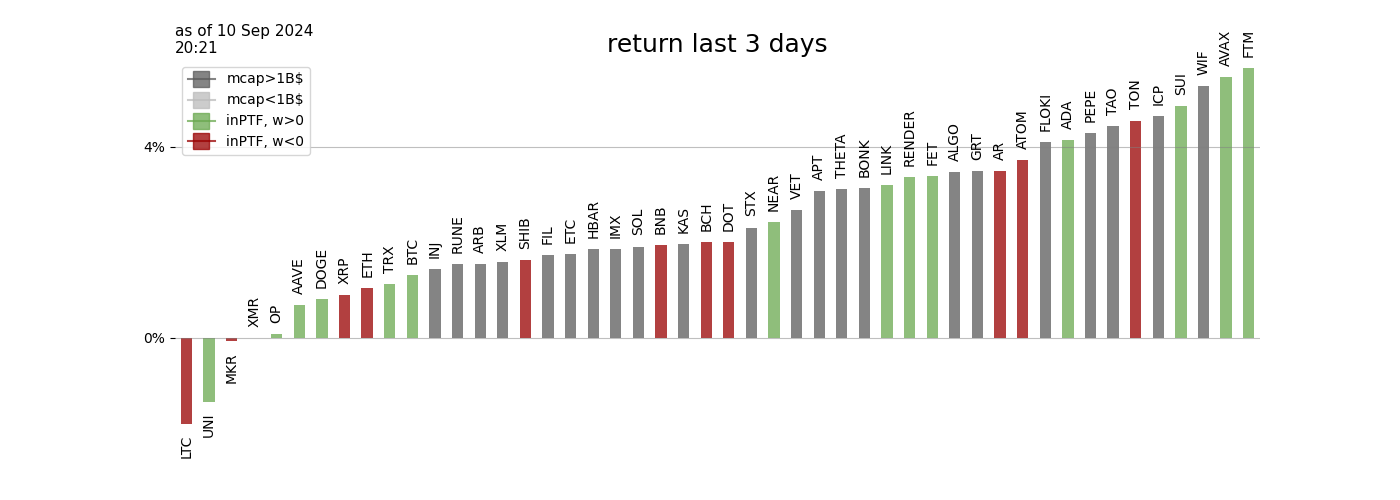 as of 10 Sep 2024
20:21
return last 3 days
mcap>1B$
mcap<1B$
inPTF, w>0
inPTF, w<0
4%
0%
LTC
UNI
MKR
XMR
OP
AAVE
DOGE
XRP
ETH
TRX
BTC
INJ
RUNE
ARB
XLM
SHIB
FIL
ETC
HBAR
IMX
SOL
BNB
KAS
BCH
DOT
STX
NEAR
VET
APT
THETA
BONK
LINK
RENDER
FET
ALGO
GRT
AR
ATOM
FLOKI
ADA
PEPE
TAO
TON
ICP
SUI
WIF
AVAX
FTM